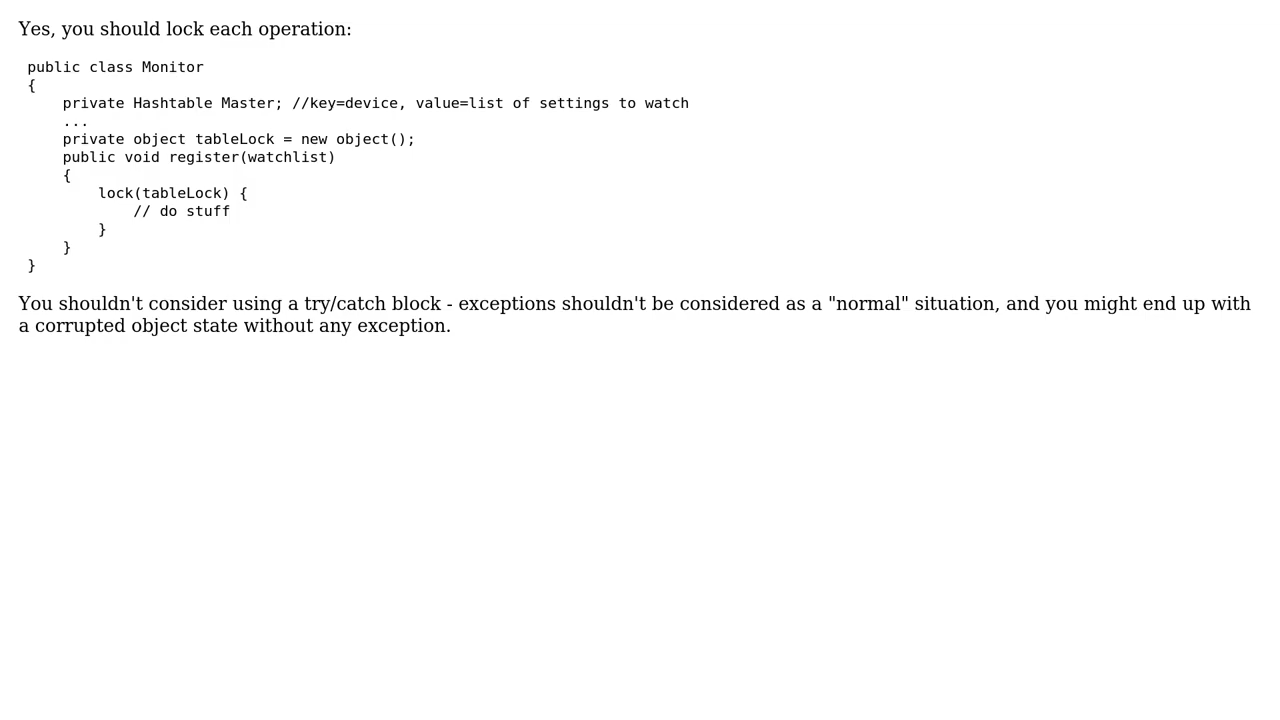 Yes, you should lock each operation:
public class Monitor
{
    private Hashtable Master; //key=device, value=list of settings to watch
    ...
    private object tableLock = new object();
    public void register(watchlist)
    {
        lock(tableLock) {
            // do stuff
        }
    }
}
You shouldn't consider using a try/catch block - exceptions shouldn't be considered as a "normal" situation, and you might end up with
a corrupted object state without any exception.